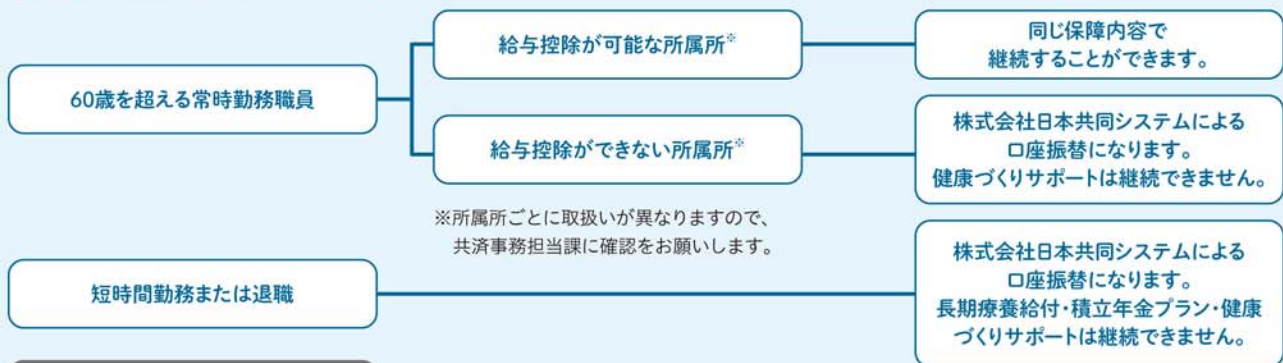 60歳を超える常時勤務職員
給与控除が可能な所属所※
同じ保障内容で
継続することができます。
給与控除ができない所属所※
株式会社日本共同システムによる
口座振替になります。
健康づくりサポートは継続できません。
※所属所ごとに取扱いが異なりますので、
共済事務担当課に確認をお願いします。
短時間勤務または退職
株式会社日本共同システムによる
口座振替になります。
長期療養給付・積立年金プラン・健康
づくりサポートは継続できません。